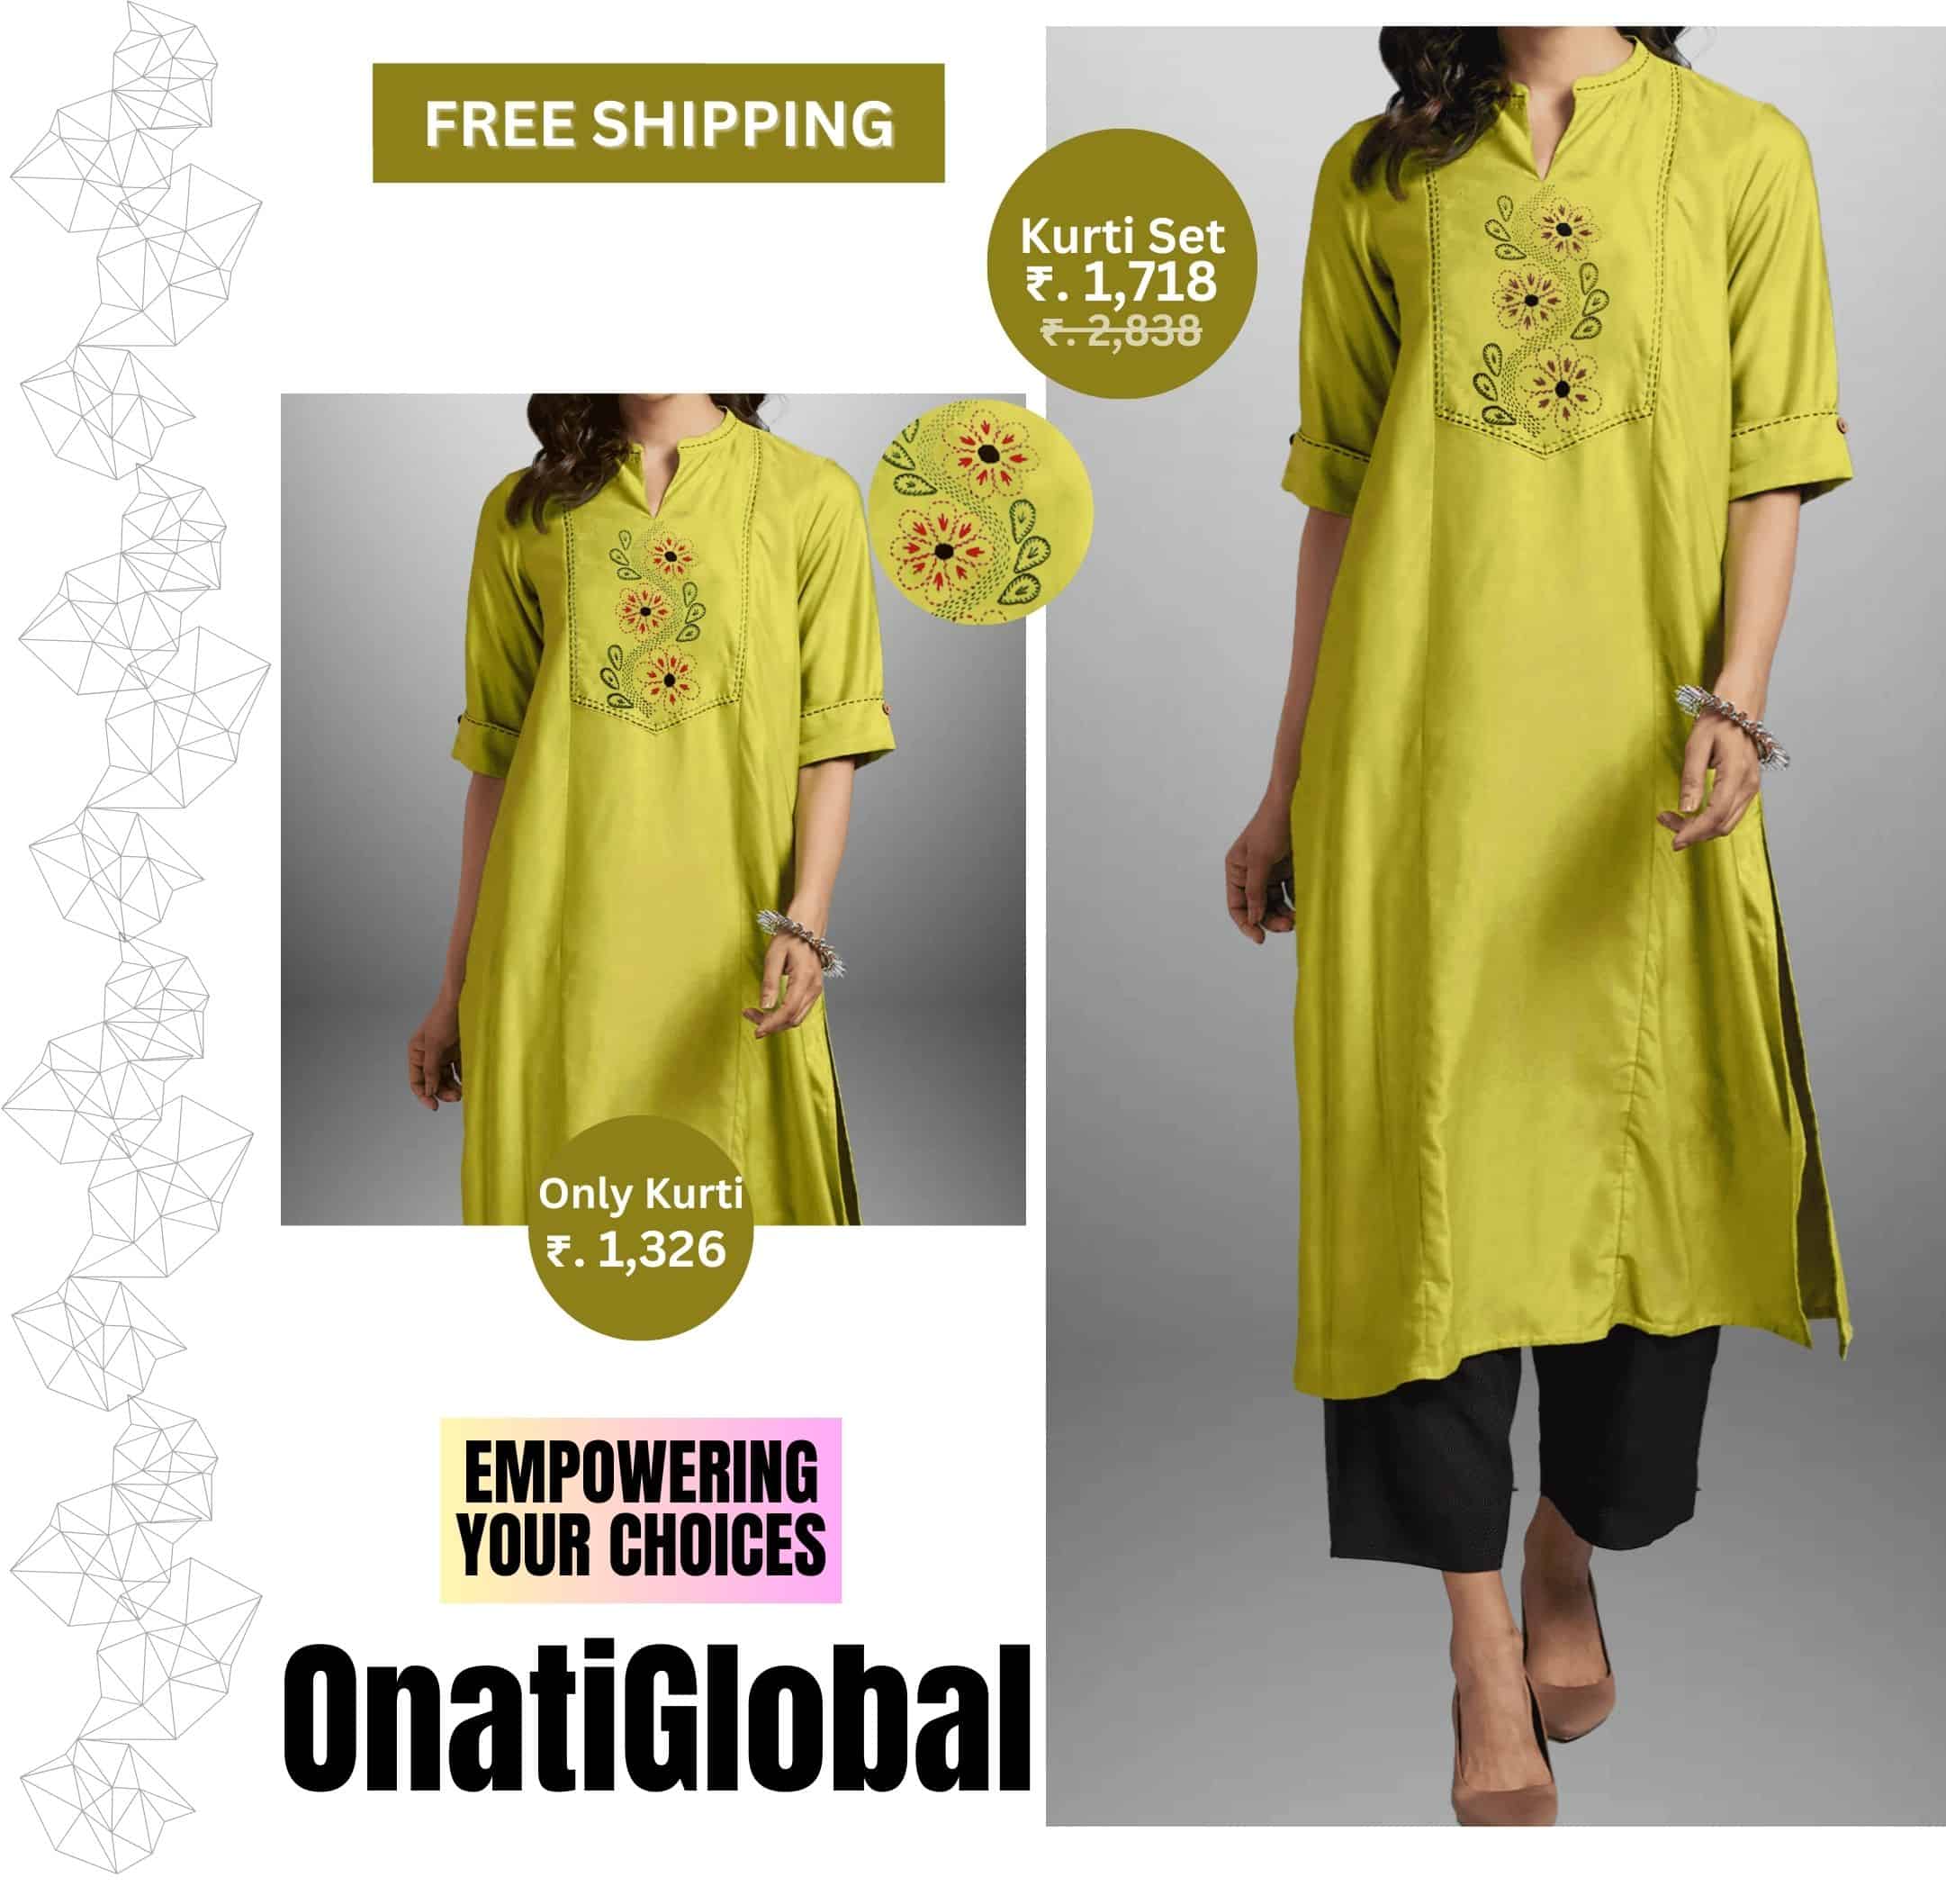 FREE SHIPPING
Kurti Set
₹. 1,718
₹. 2,838
Only Kurti
₹. 1,326
EMPOWERING
YOUR CHOICES
OnatiGlobal